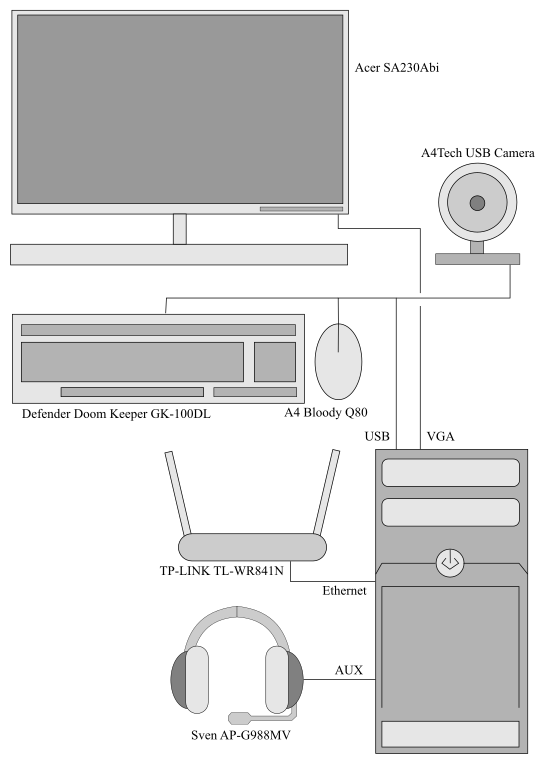 Acer SA230Abi
A4Tech USB Camera
Defender Doom Keeper GK-100DL
A4 Bloody Q80
USB
VGA
TP-LINK TL-WR841N
Ethernet
AUX
Sven AP-G988MV